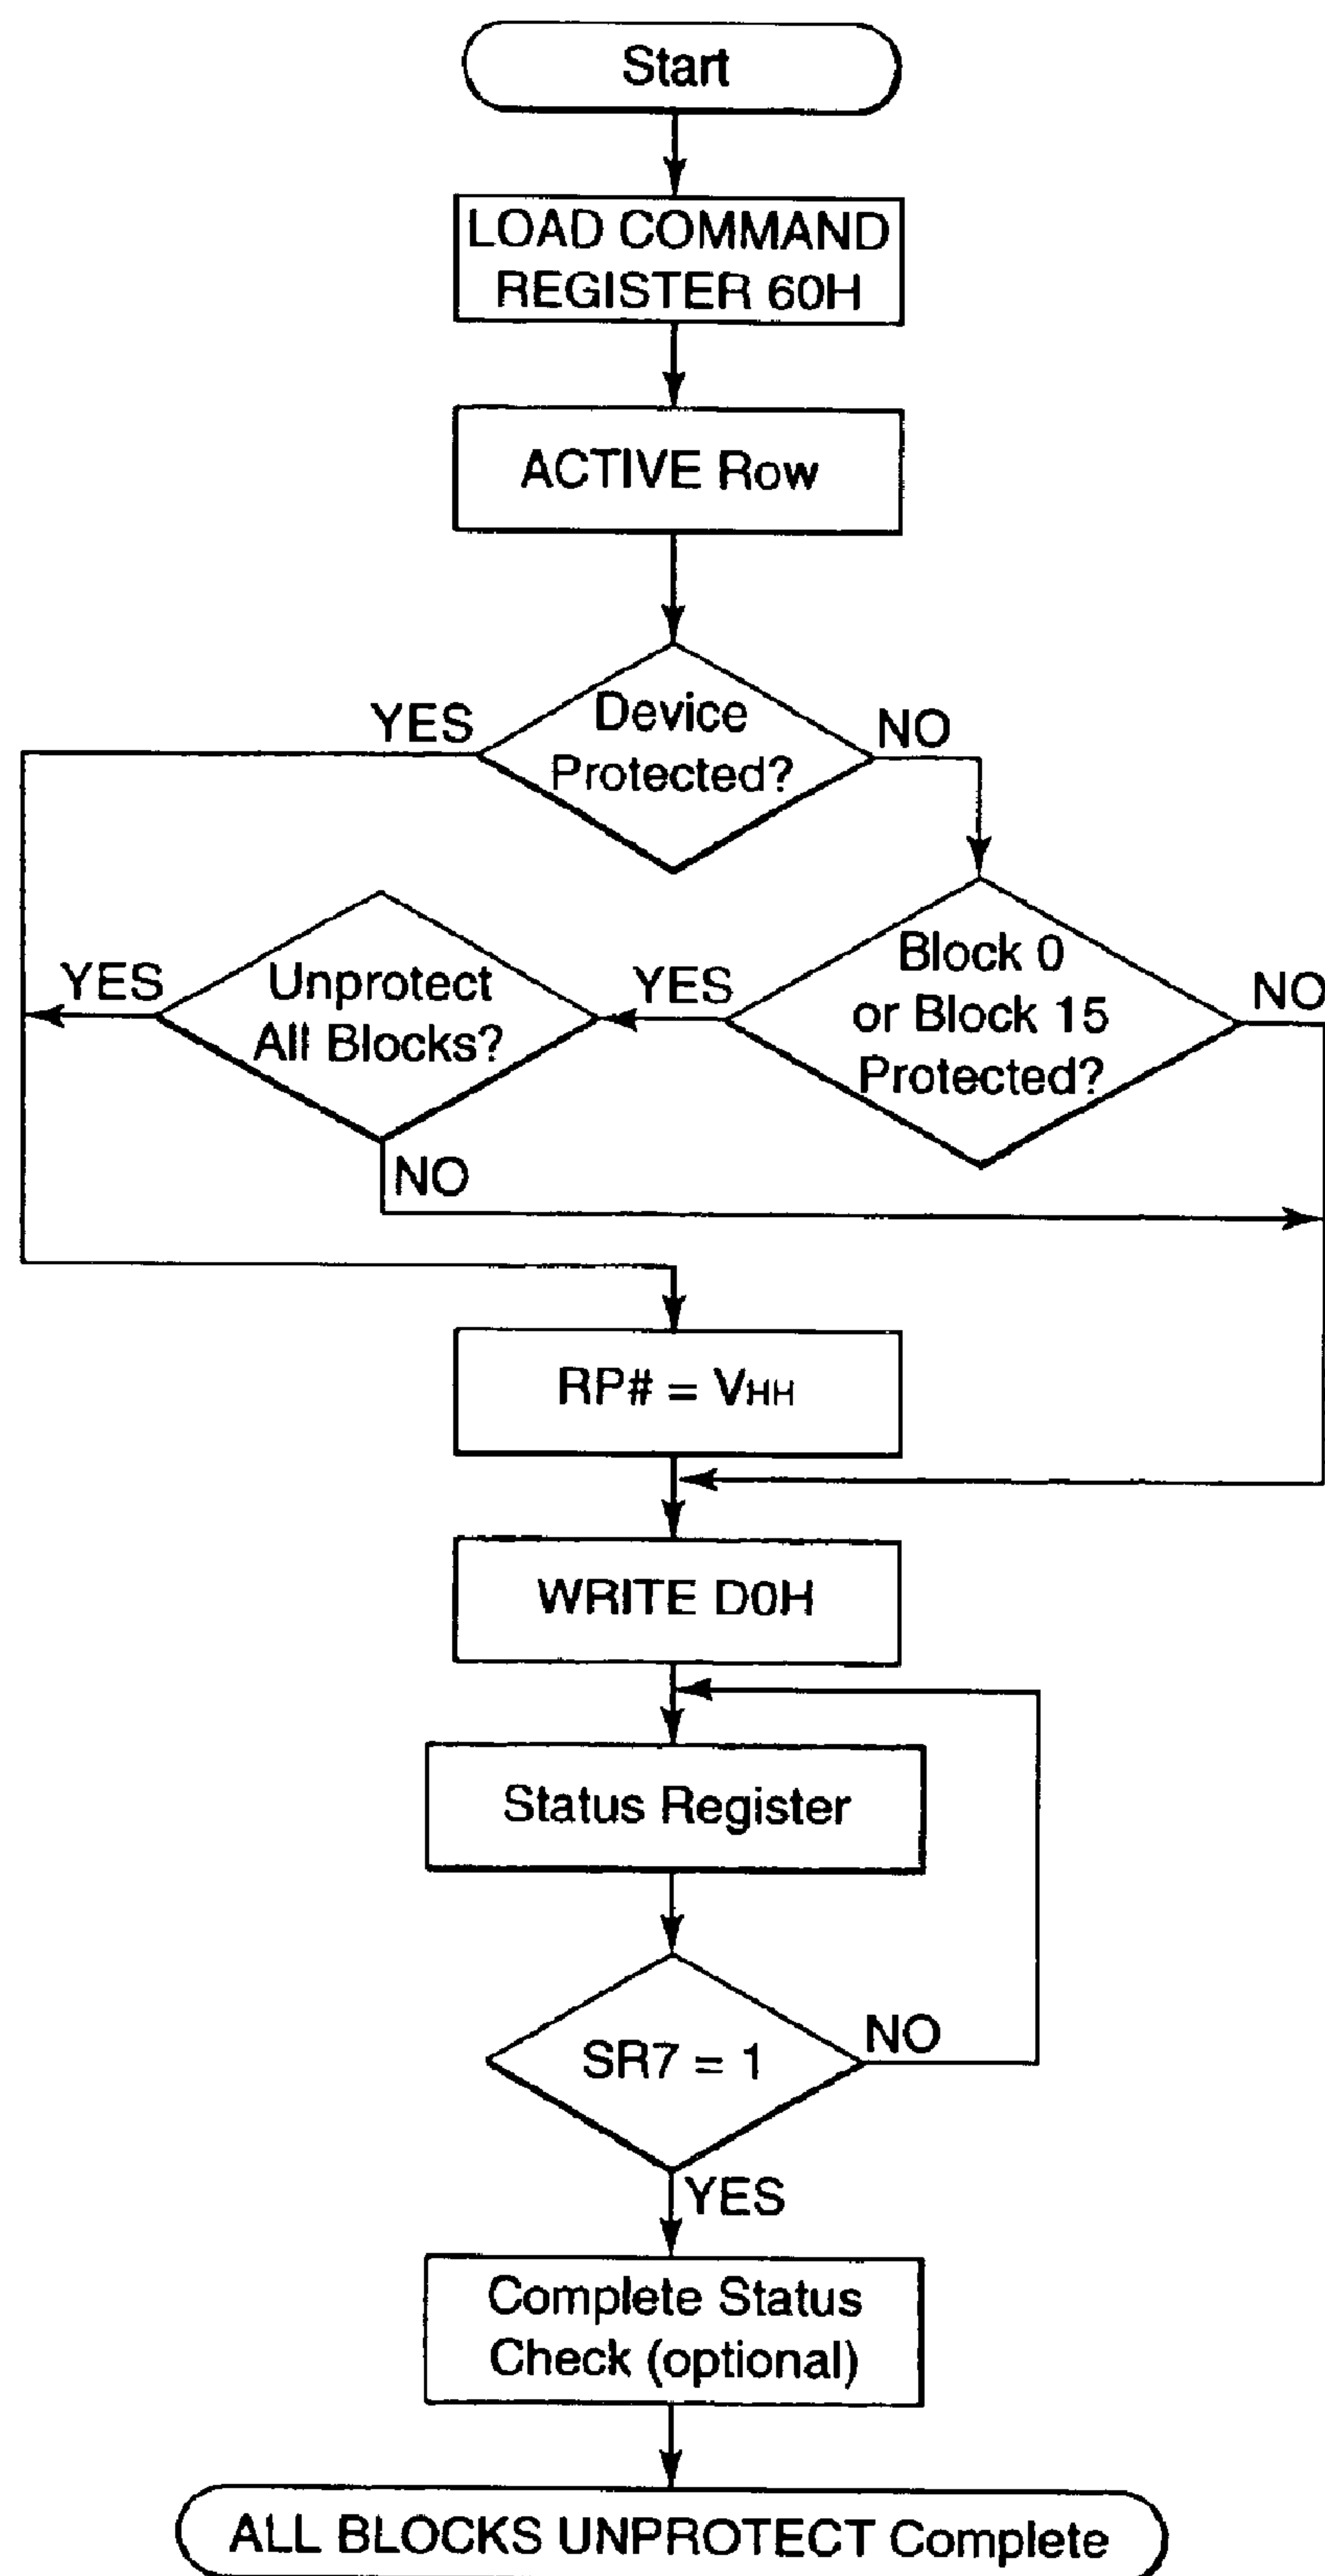 Start
LOAD COMMAND
REGISTER 60H
ACTIVE Row
YES
Device
Protected?
NO
YES
Unprotect
All Blocks?
YES
Block 0
or Block 15
Protected?
NO
NO
RP# = VHH
WRITE D0H
Status Register
SR7 = 1
NO
YES
Complete Status
Check (optional)
ALL BLOCKS UNPROTECT Complete